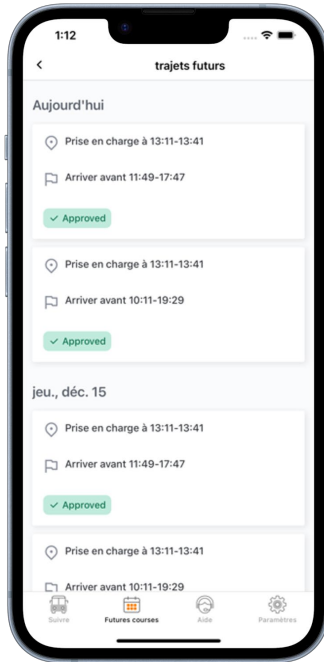 1:12
trajets futurs
Aujourd'hui
Prise en charge à 13:11-13:41
Arriver avant 11:49-17:47
Approved
Prise en charge à 13:11-13:41
Arriver avant 10:11-19:29
Approved
jeu., déc. 15
Prise en charge à 13:11-13:41
Arriver avant 11:49-17:47
Approved
Prise en charge à 13:11-13:41
Arriver avant 10:11-19:29
Suivre Futures courses Aide Paramètres